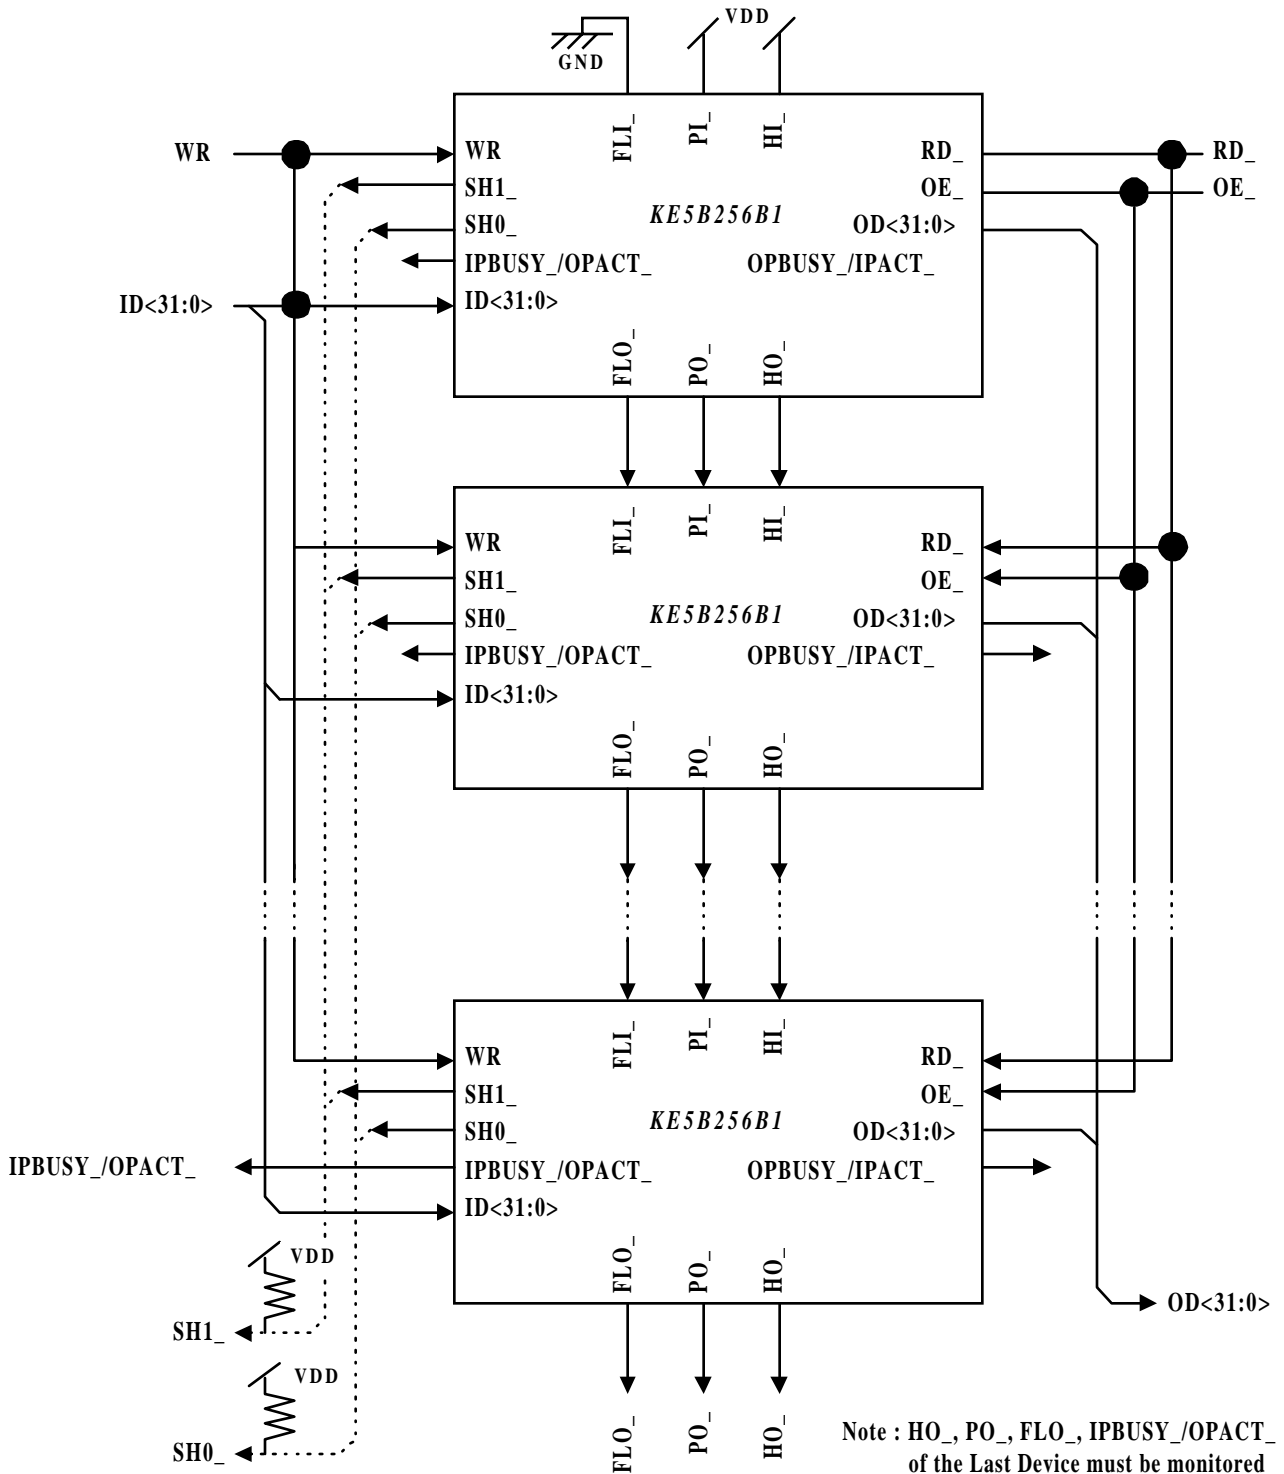 VDD
GND
FLI_
PI_
HI_
WR
WR
RD_
RD_
SH1_
OE_
OE_
KE5B256B1
SH0_
OD<31:0>
IPBUSY_/OPACT_
OPBUSY_/IPACT_
ID<31:0>
ID<31:0>
FLO_
PO_
HO_
FLI_
PI_
HI_
WR
RD_
SH1_
OE_
KE5B256B1
SH0_
OD<31:0>
IPBUSY_/OPACT_
OPBUSY_/IPACT_
ID<31:0>
FLO_
PO_
HO_
FLI_
PI_
HI_
WR
RD_
SH1_
OE_
KE5B256B1
SH0_
OD<31:0>
IPBUSY_/OPACT_
IPBUSY_/OPACT_
OPBUSY_/IPACT_
ID<31:0>
FLO_
PO_
HO_
VDD
OD<31:0>
SH1_
VDD
SH0_
FLO_
PO_
HO_
Note : HO_, PO_, FLO_, IPBUSY_/OPACT_
of the Last Device must be monitored